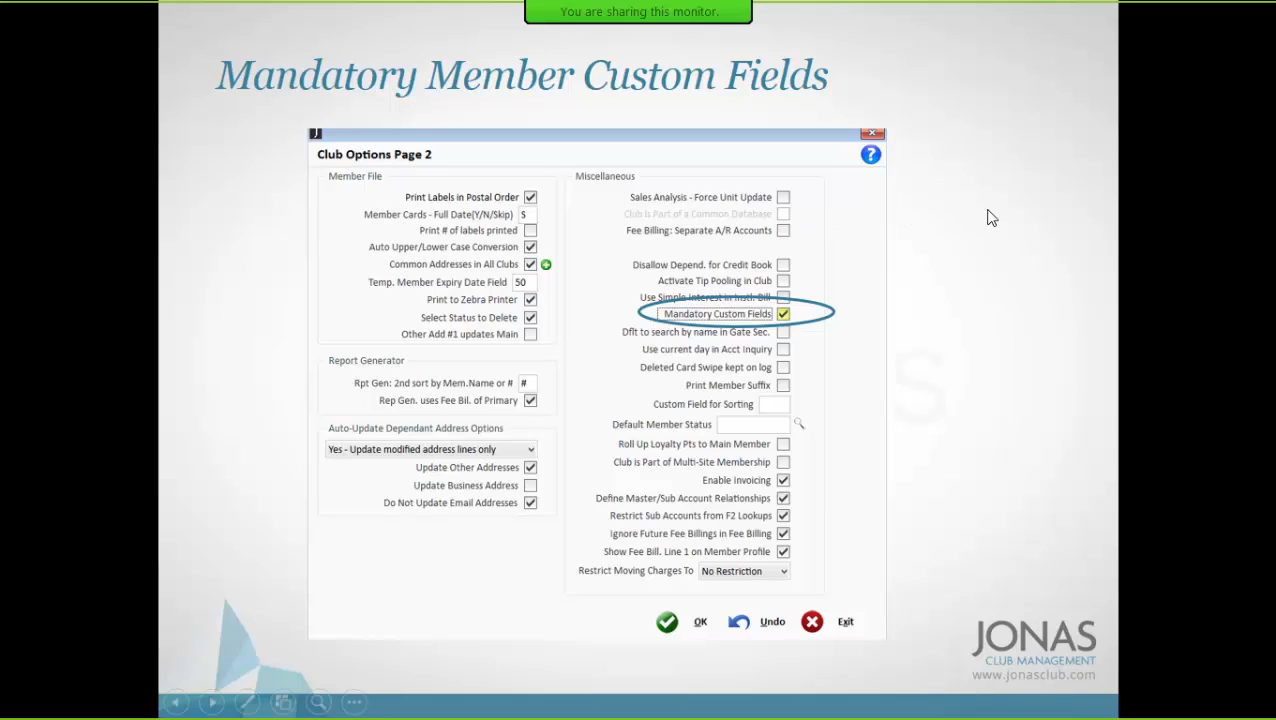 You are sharing this monitor.
Mandatory Member Custom Fields
Club Options Page 2
Member File
Print Labels in Postal Order
Member Cards - Full Date(Y/N/Skip) S
Print # of labels printed
Auto Upper/Lower Case Conversion
Common Addresses in All Clubs
Temp. Member Expiry Date Field 50
Print to Zebra Printer
Select Status to Delete
Other Add #1 updates Main
Report Generator
Rpt Gen: 2nd sort by Mem.Name or # #
Rep Gen. uses Fee Bil. of Primary
Auto-Update Dependant Address Options
Yes - Update modified address lines only
Update Other Addresses
Update Business Address
Do Not Update Email Addresses
Miscellaneous
Sales Analysis - Force Unit Update
Club is Part of a Common Database
Fee Billing: Separate A/R Accounts
Disallow Depend. for Credit Book
Activate Tip Pooling in Club
Use Simple Interest in Instl. Bill
Mandatory Custom Fields
Dflt to search by name in Gate Sec.
Use current day in Acct Inquiry
Deleted Card Swipe kept on log
Print Member Suffix
Custom Field for Sorting
Default Member Status
Roll Up Loyalty Pts to Main Member
Club is Part of Multi-Site Membership
Enable Invoicing
Define Master/Sub Account Relationships
Restrict Sub Accounts from F2 Lookups
Ignore Future Fee Billings in Fee Billing
Show Fee Bill. Line 1 on Member Profile
Restrict Moving Charges To No Restriction
OK Undo Exit
JONAS
CLUB MANAGEMENT
www.jonasclub.com